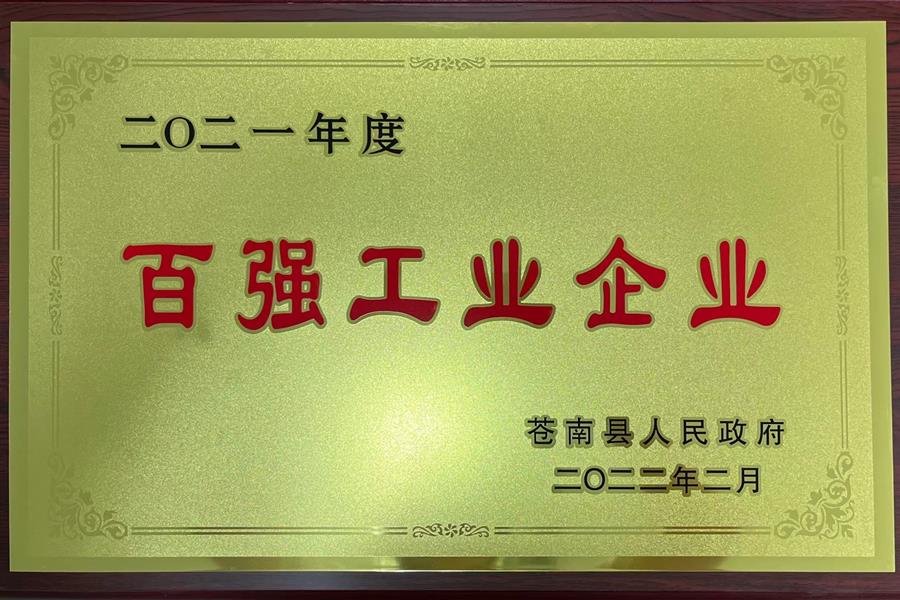 二〇二一年度
百强工业企业
苍南县人民政府
二〇二二年二月